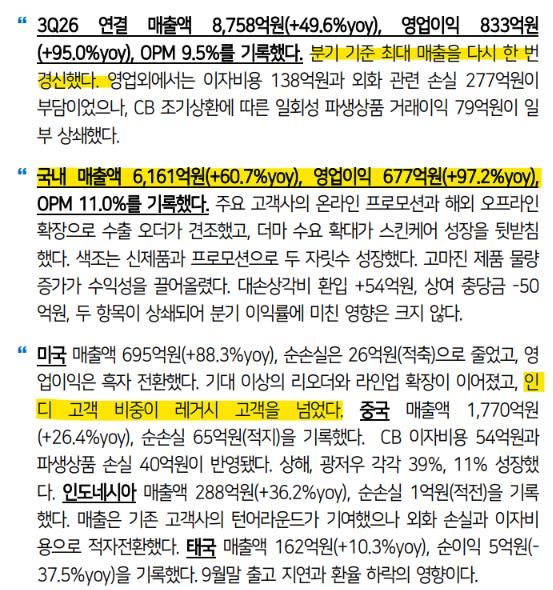 “ 3Q26 연결 매출액 8,758억원(+49.6%yoy), 영업이익 833억원
(+95.0%yoy), OPM 9.5%를 기록했다. 분기 기준 최대 매출을 다시 한 번
경신했다. 영업외에서는 이자비용 138억원과 외화 관련 손실 277억원이
부담이었으나, CB 조기상환에 따른 일회성 파생상품 거래이익 79억원이 일
부 상쇄했다.
“ 국내 매출액 6,161억원(+60.7%yoy), 영업이익 677억원(+97.2%yoy),
OPM 11.0%를 기록했다. 주요 고객사의 온라인 프로모션과 해외 오프라인
확장으로 수출 오더가 견조했고, 더마 수요 확대가 스킨케어 성장을 뒷받침
했다. 색조는 신제품과 프로모션으로 두 자릿수 성장했다. 고마진 제품 물량
증가가 수익성을 끌어올렸다. 대손상각비 환입 +54억원, 상여 충당금 -50
억원, 두 항목이 상쇄되어 분기 이익률에 미친 영향은 크지 않다.
“ 미국 매출액 695억원(+88.3%yoy), 순손실은 26억원(적축)으로 줄었고, 영
업이익은 흑자 전환했다. 기대 이상의 리오더와 라인업 확장이 이어졌고, 인
디 고객 비중이 레거시 고객을 넘었다. 중국 매출액 1,770억원
(+26.4%yoy), 순손실 65억원(적지)을 기록했다. CB 이자비용 54억원과
파생상품 손실 40억원이 반영됐다. 상해, 광저우 각각 39%, 11% 성장했
다. 인도네시아 매출액 288억원(+36.2%yoy), 순손실 1억원(적전)을 기록
했다. 매출은 기존 고객사의 턴어라운드가 기여했으나 외화 손실과 이자비
용으로 적자전환했다. 태국 매출액 162억원(+10.3%yoy), 순이익 5억원(-
37.5%yoy)을 기록했다. 9월말 출고 지연과 환율 하락의 영향이다.